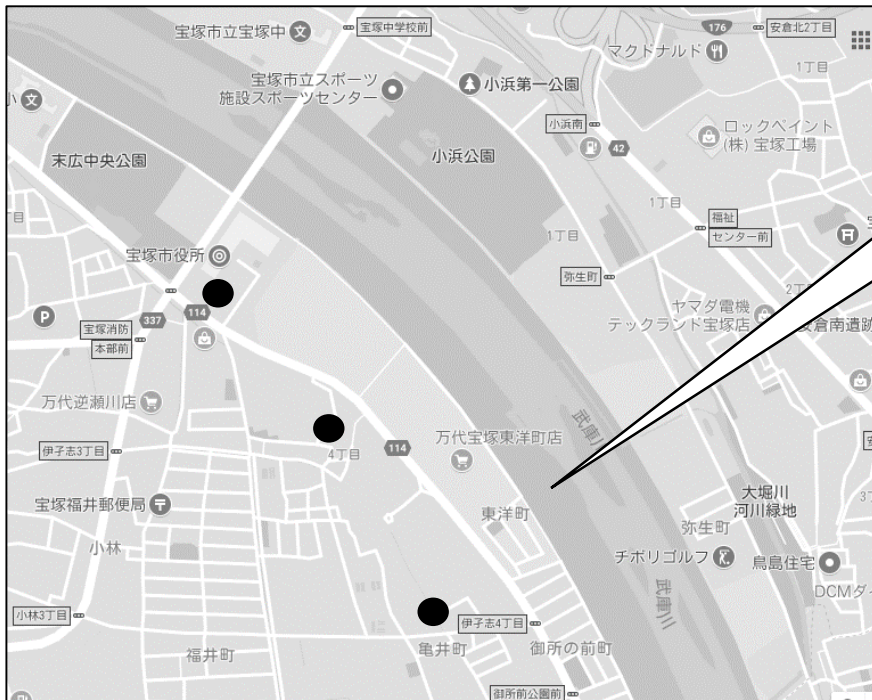 宝塚市立宝塚中
宝塚中学校前
176
安倉北2丁目
マクドナルド
1丁目
宝塚市立スポーツ
施設スポーツセンター
小浜第一公園
小
小浜南
42
ロックペイント
(株) 宝塚工場
末広中央公園
小浜公園
1丁目
丁目
福祉
センター前
1丁目
宝塚市役所
弥生町
2丁目
114
337
宝塚消防
本部前
ヤマダ電機
テックランド宝塚店
安倉南遺跡
万代逆瀬川店
武庫川
万代宝塚東洋町店
114
4丁目
伊孑志3丁目
大堀川
河川緑地
宝塚福井郵便局
東洋町
弥生町
小林
チボリゴルフ
鳥島住宅
武庫川
DCMダイ
小林3丁目
伊孑志4丁目
福井町
亀井町
御所の前町
御所前公園前